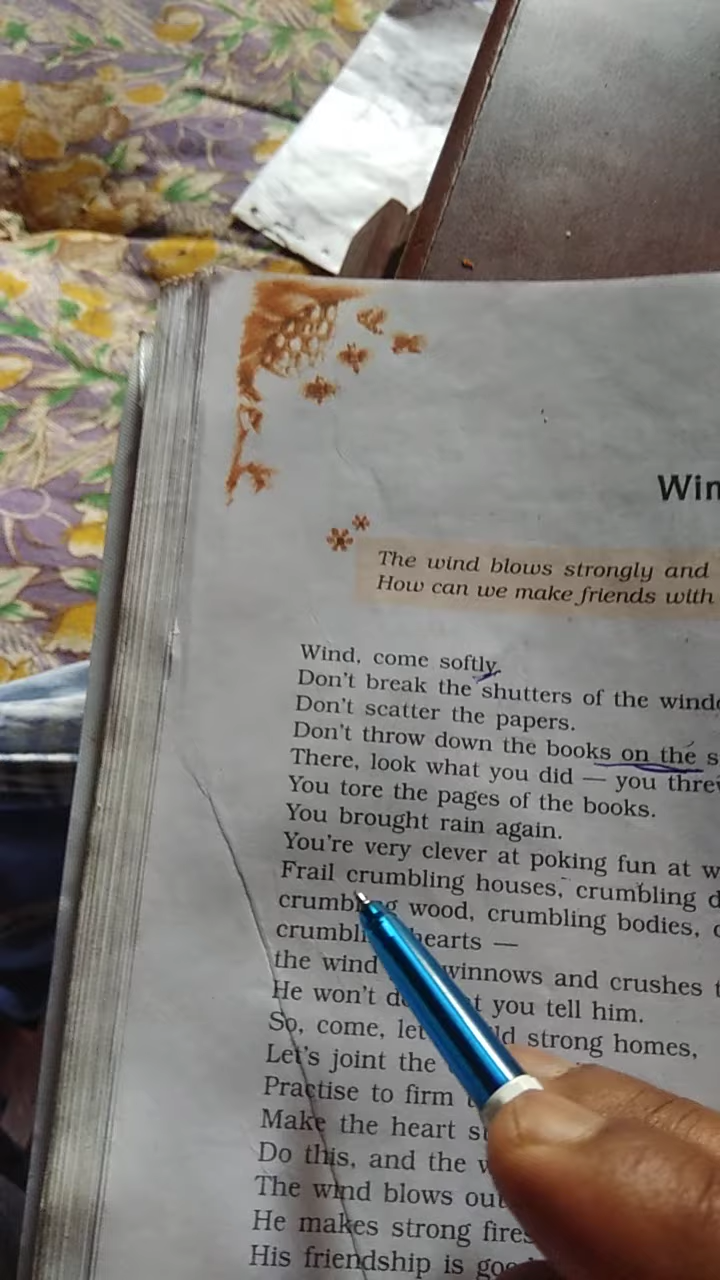 Win
The wind blows strongly and
How can we make friends with
Wind, come softly.
Don't break the shutters of the windo
Don't scatter the papers.
Don't throw down the books on the s
There, look what you did — you threw
You tore the pages of the books.
You brought rain again.
You're very clever at poking fun at w
Frail crumbling houses, crumbling d
crumbling wood, crumbling bodies, c
crumbling hearts —
the wind winnows and crushes t
He won't you tell him.
So, come, let strong homes,
Let's joint the
Practise to firm
Make the heart
Do this, and the
The wind blows out
He makes strong fires
His friendship is